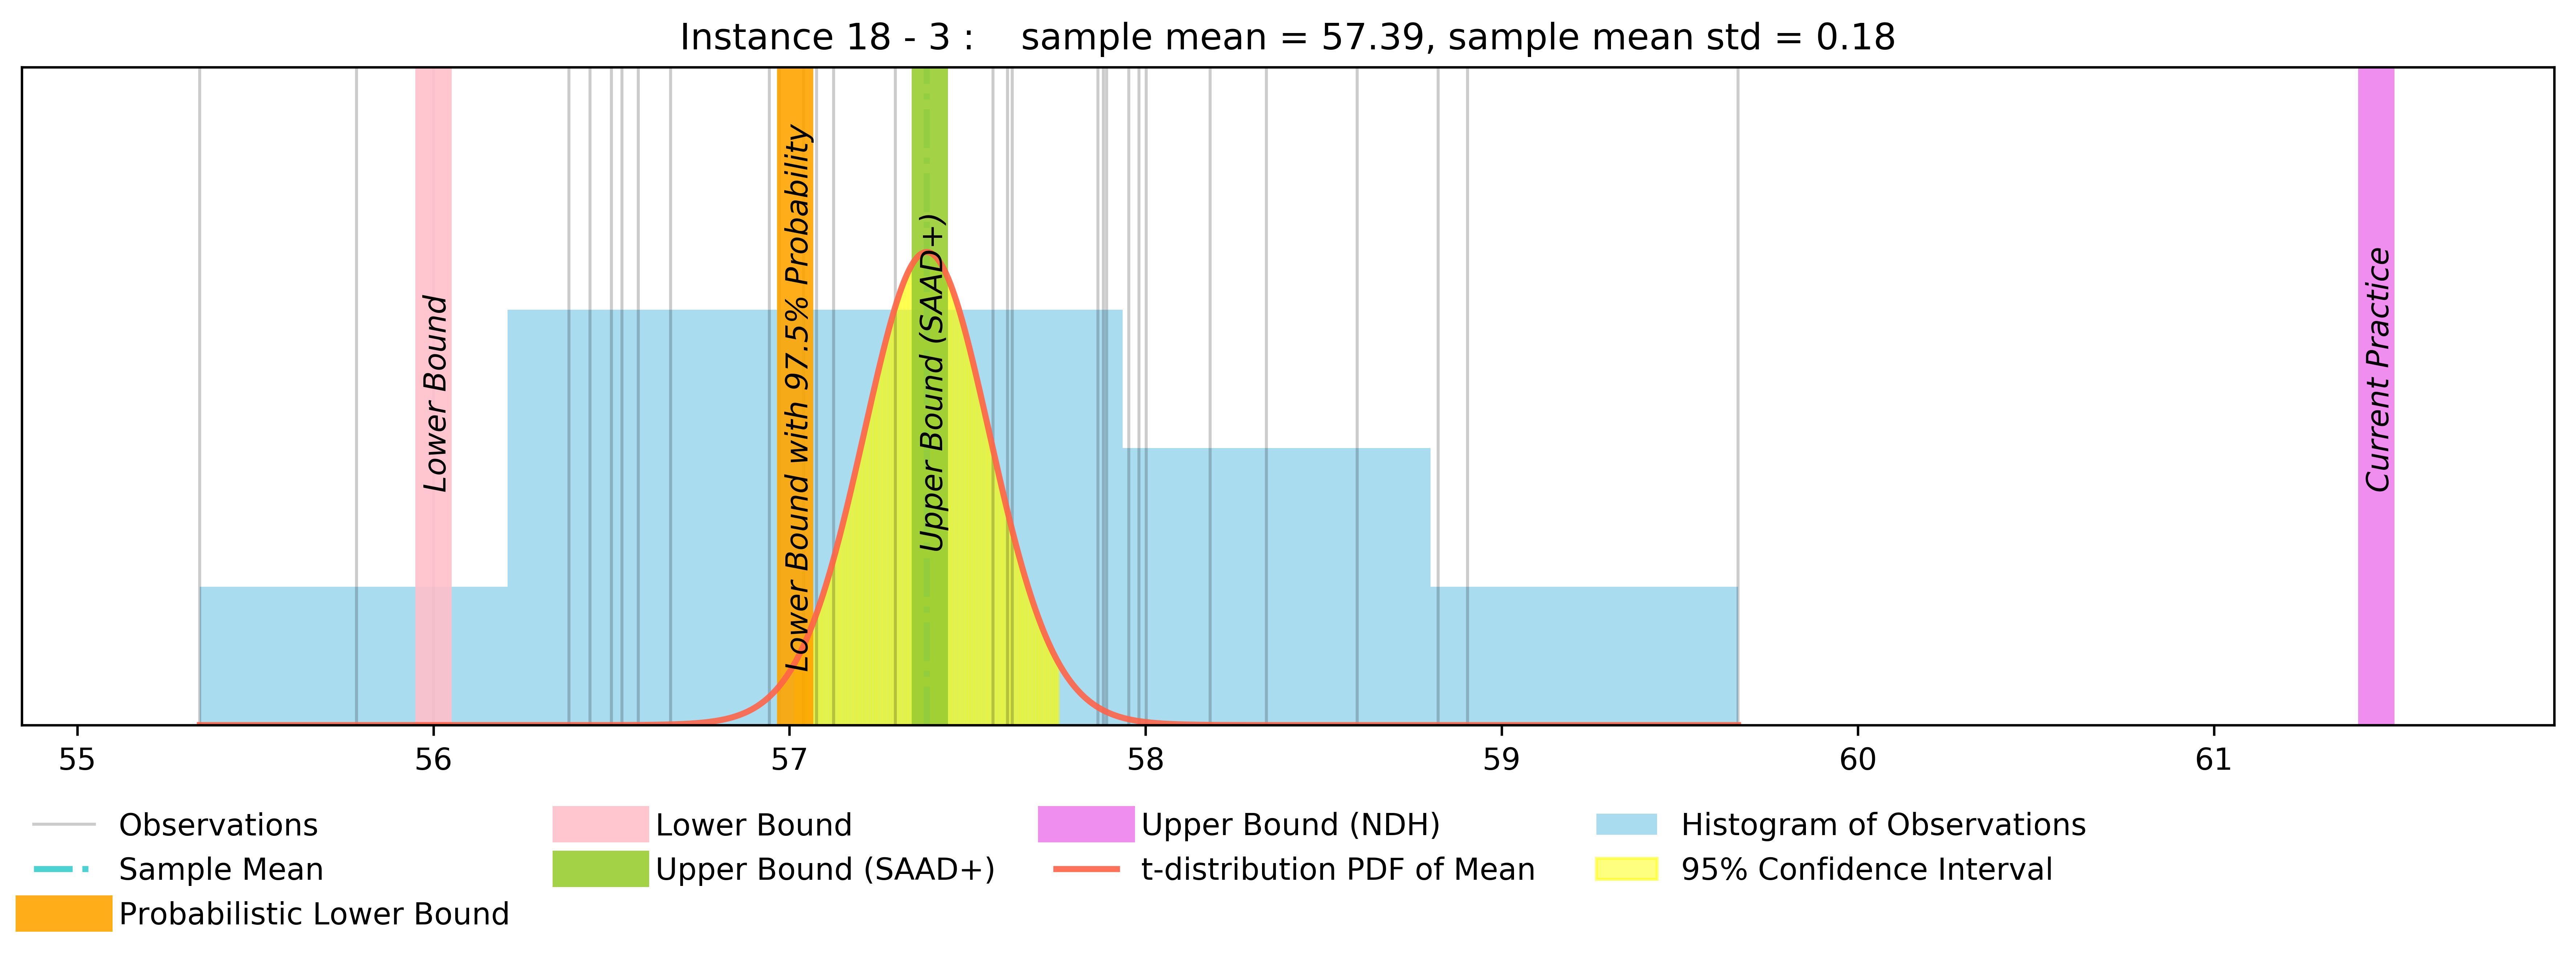 Instance 18 - 3 :    sample mean = 57.39, sample mean std = 0.18
Lower Bound
Lower Bound with 97.5% Probability
Upper Bound (SAAD+)
Current Practice
55 56 57 58 59 60 61
Observations
Sample Mean
Probabilistic Lower Bound
Lower Bound
Upper Bound (SAAD+)
Upper Bound (NDH)
t-distribution PDF of Mean
Histogram of Observations
95% Confidence Interval